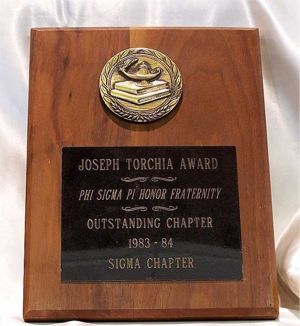 JOSEPH TORCHIA AWARD
PHI SIGMA PI HONOR FRATERNITY
OUTSTANDING CHAPTER
1983 - 84
SIGMA CHAPTER